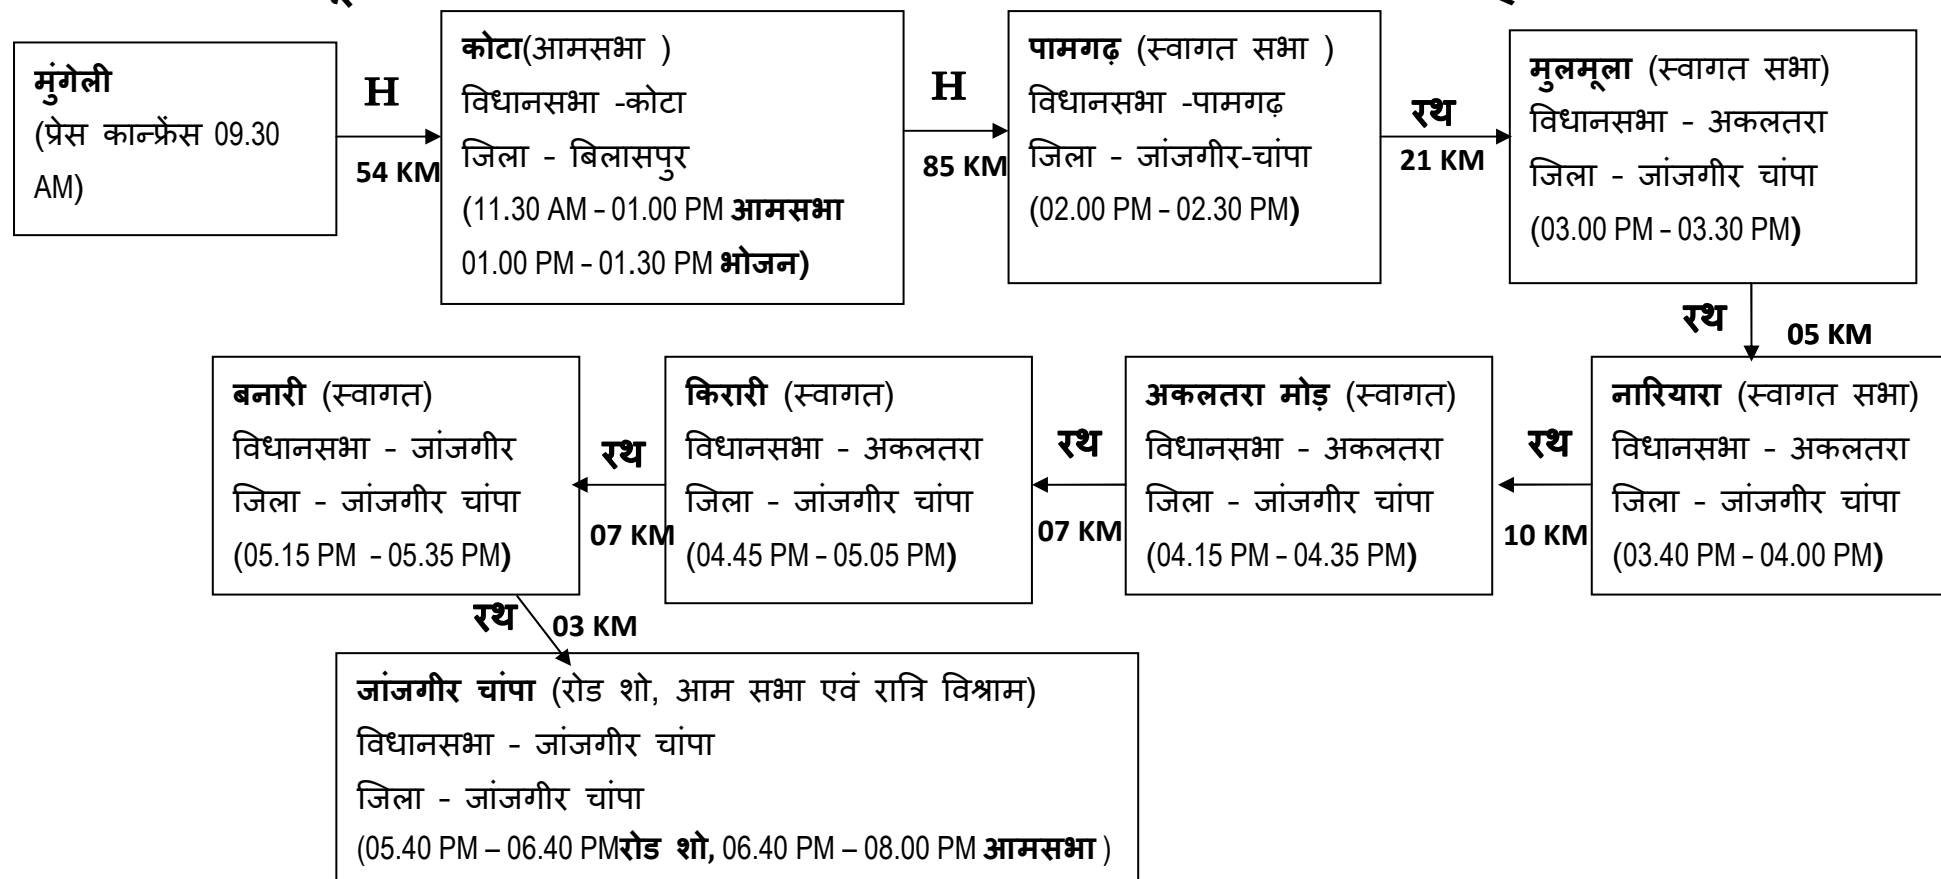 मुंगेली
(प्रेस कान्फ्रेंस 09.30
AM)
H
54 KM
कोटा(आमसभा )
विधानसभा -कोटा
जिला - बिलासपुर
(11.30 AM – 01.00 PM आमसभा
01.00 PM – 01.30 PM भोजन)
H
85 KM
पामगढ़ (स्वागत सभा )
विधानसभा -पामगढ़
जिला - जांजगीर-चांपा
(02.00 PM – 02.30 PM)
रथ
21 KM
मुलमूला (स्वागत सभा)
विधानसभा - अकलतरा
जिला - जांजगीर चांपा
(03.00 PM – 03.30 PM)
रथ
05 KM
नारियारा (स्वागत सभा)
विधानसभा - अकलतरा
जिला - जांजगीर चांपा
(03.40 PM – 04.00 PM)
रथ
10 KM
अकलतरा मोड़ (स्वागत)
विधानसभा - अकलतरा
जिला - जांजगीर चांपा
(04.15 PM – 04.35 PM)
रथ
07 KM
किरारी (स्वागत)
विधानसभा - अकलतरा
जिला - जांजगीर चांपा
(04.45 PM – 05.05 PM)
रथ
07 KM
बनारी (स्वागत)
विधानसभा - जांजगीर
जिला - जांजगीर चांपा
(05.15 PM – 05.35 PM)
रथ
03 KM
जांजगीर चांपा (रोड शो, आम सभा एवं रात्रि विश्राम)
विधानसभा - जांजगीर चांपा
जिला - जांजगीर चांपा
(05.40 PM – 06.40 PMरोड शो, 06.40 PM – 08.00 PM आमसभा )